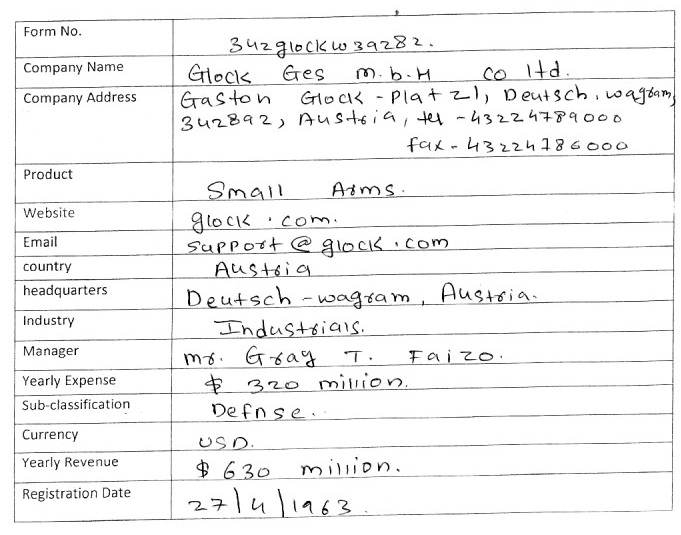 Form No. 342glockw39282.
Company Name Glock Ges m.b.H co ltd.
Company Address Gaston Glock - Platz 1, Deutsch. wagram,
342892, Austria, tel - 43224789000
fax - 43224786000
Product Small Arms.
Website glock.com.
Email support@glock.com
country Austria
headquarters Deutsch - wagram, Austria.
Industry Industrials.
Manager mr. Gray T. Faizo.
Yearly Expense $ 320 million.
Sub-classification Defnse..
Currency USD.
Yearly Revenue $ 630 million.
Registration Date 27/4/1963